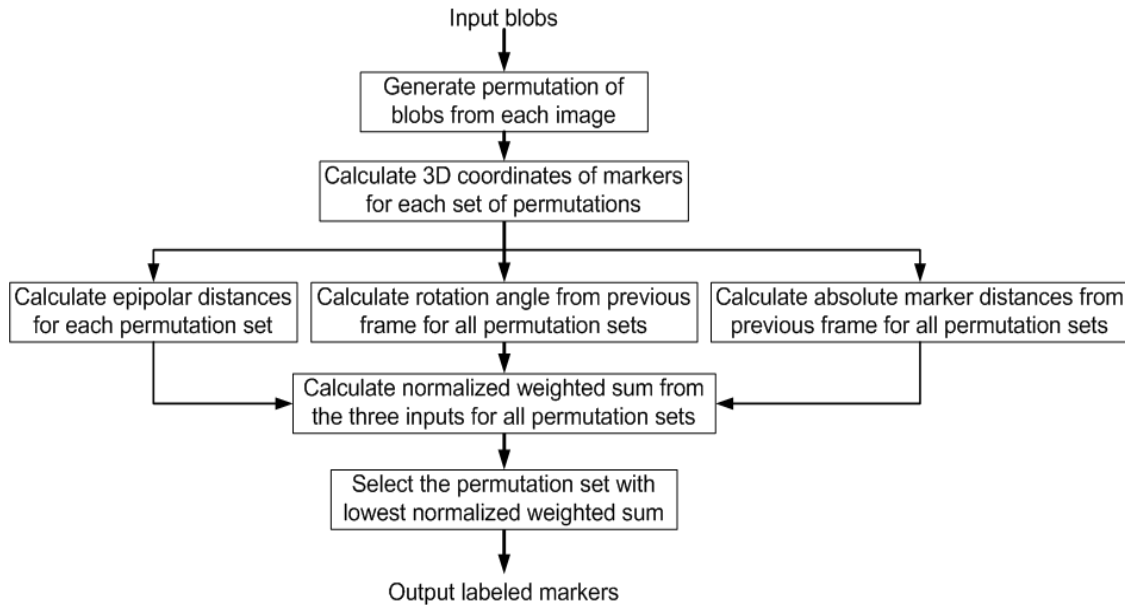 Input blobs
Generate permutation of
blobs from each image
Calculate 3D coordinates of markers
for each set of permutations
Calculate epipolar distances
for each permutation set
Calculate rotation angle from previous
frame for all permutation sets
Calculate absolute marker distances from
previous frame for all permutation sets
Calculate normalized weighted sum from
the three inputs for all permutation sets
Select the permutation set with
lowest normalized weighted sum
Output labeled markers